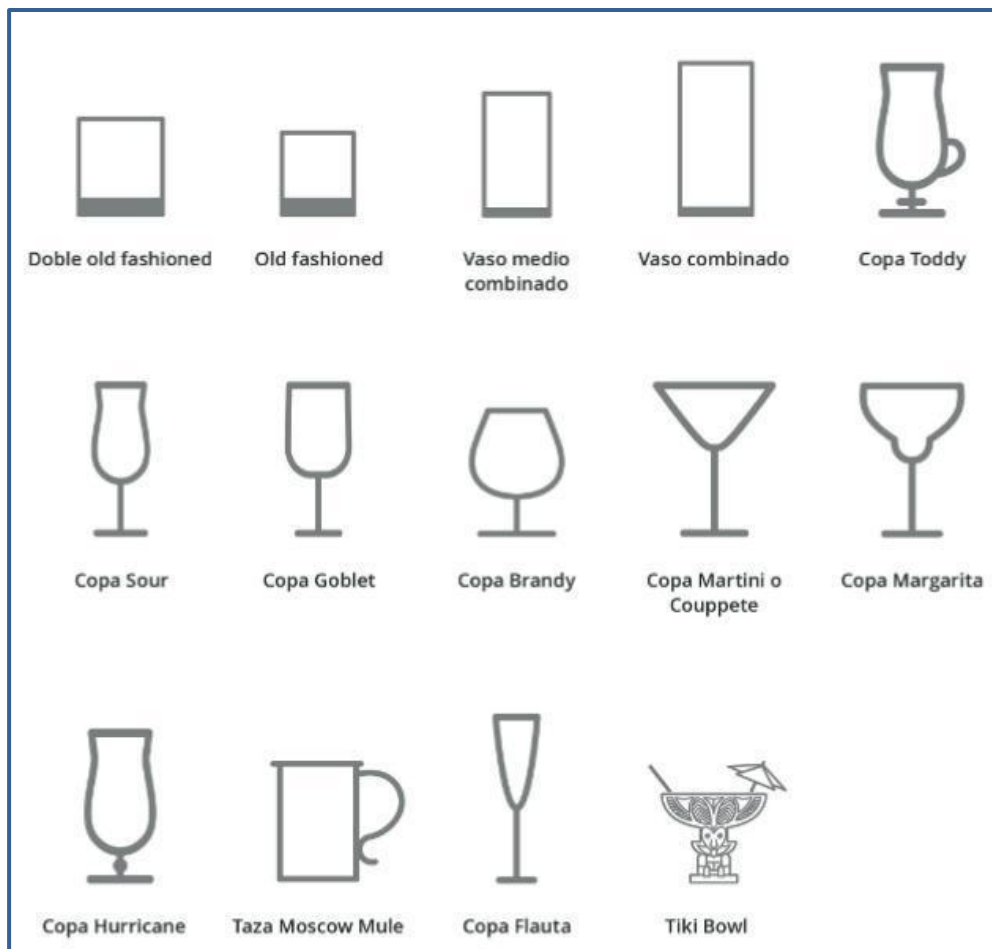 Doble old fashioned
Old fashioned
Vaso medio
combinado
Vaso combinado
Copa Toddy
Copa Sour
Copa Goblet
Copa Brandy
Copa Martini o
Couppete
Copa Margarita
Copa Hurricane
Taza Moscow Mule
Copa Flauta
Tiki Bowl